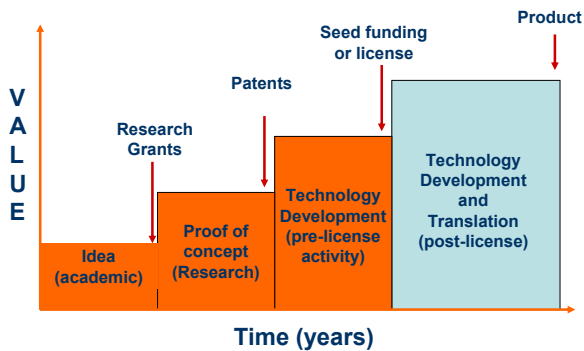 Product
Seed funding
or license
Patents
Research
Grants
V
A
L
U
E
Idea
(academic)
Proof of
concept
(Research)
Technology
Development
(pre-license
activity)
Technology
Development
and
Translation
(post-license)
Time (years)